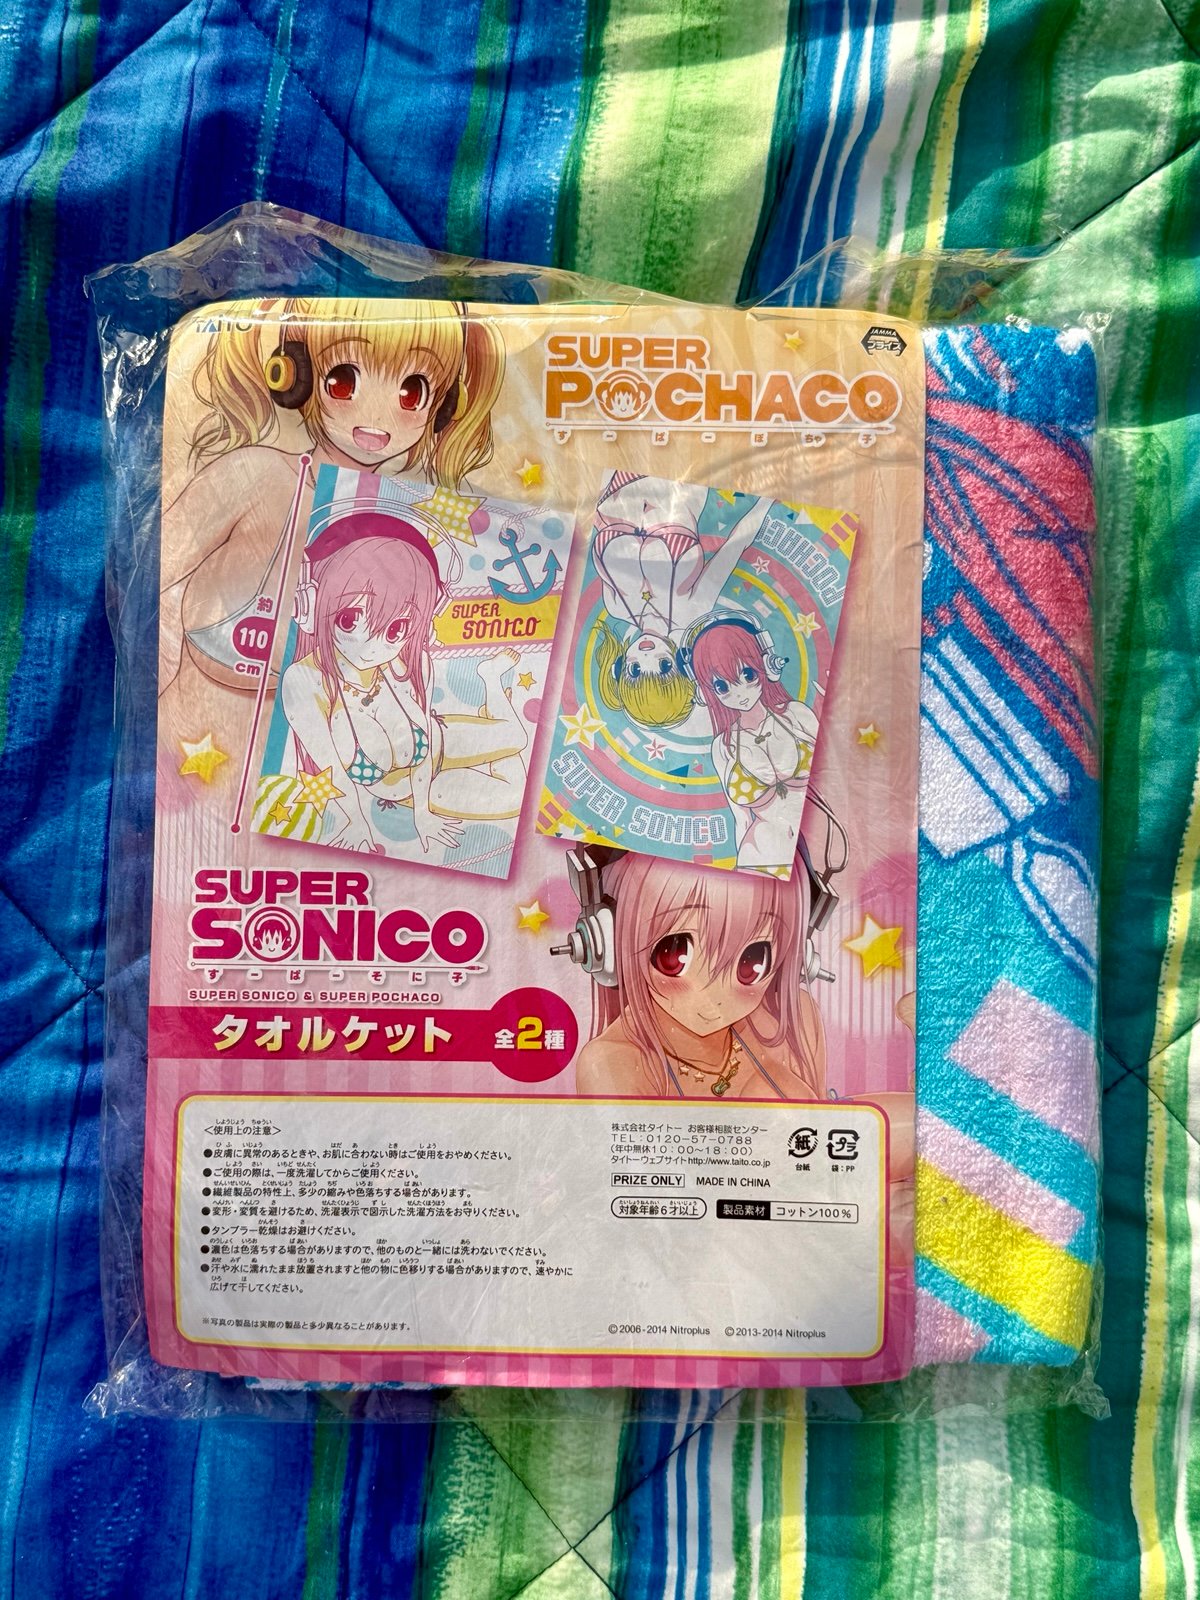 TAITO
JAMMA
プライズ
SUPER
POCHACO
すーぱーぽちゃ子
約
110
cm
SUPER
SONICO
POCHACO
SUPER SONICO
SUPER
SONICO
すーぱーそに子
SUPER SONICO & SUPER POCHACO
タオルケット 全2種
<使用上の注意>
●皮膚に異常のあるときや、お肌に合わない時はご使用をおやめください。
●ご使用の際は、一度洗濯してからご使用ください。
●繊維製品の特性上、多少の縮みや色落ちする場合があります。
●変形・変質を避けるため、洗濯表示で図示した洗濯方法をお守りください。
●タンブラー乾燥はお避けください。
●濃色は色落ちする場合がありますので、他のものと一緒には洗わないでください。
●汗や水に濡れたまま放置されますと他の物に色移りする場合がありますので、速やかに
広げて干してください。
※写真の製品は実際の製品と多少異なることがあります。
株式会社タイトー お客様相談センター
TEL:0120-57-0788
(年中無休10:00〜18:00)
タイトーウェブサイトhttp://www.taito.co.jp
PRIZE ONLY MADE IN CHINA
対象年齢6才以上 製品素材 コットン100%
紙
台紙
プラ
袋:PP
©2006-2014 Nitroplus ©2013-2014 Nitroplus